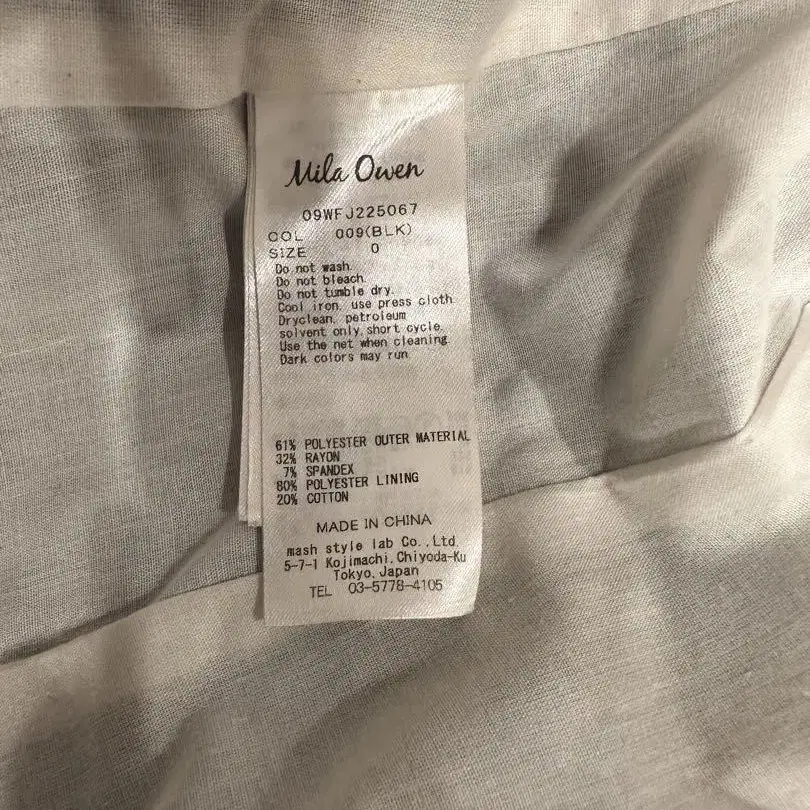 Mila Owen
09WFJ225067
COL 009(BLK)
SIZE 0
Do not wash.
Do not bleach.
Do not tumble dry.
Cool iron, use press cloth.
Dryclean, petroleum
solvent only, short cycle.
Use the net when cleaning.
Dark colors may run.
61% POLYESTER OUTER MATERIAL
32% RAYON
7% SPANDEX
80% POLYESTER LINING
20% COTTON
MADE IN CHINA
mash style lab Co.,Ltd.
5-7-1 Kojimachi,Chiyoda-Ku
Tokyo,Japan
TEL 03-5778-4105